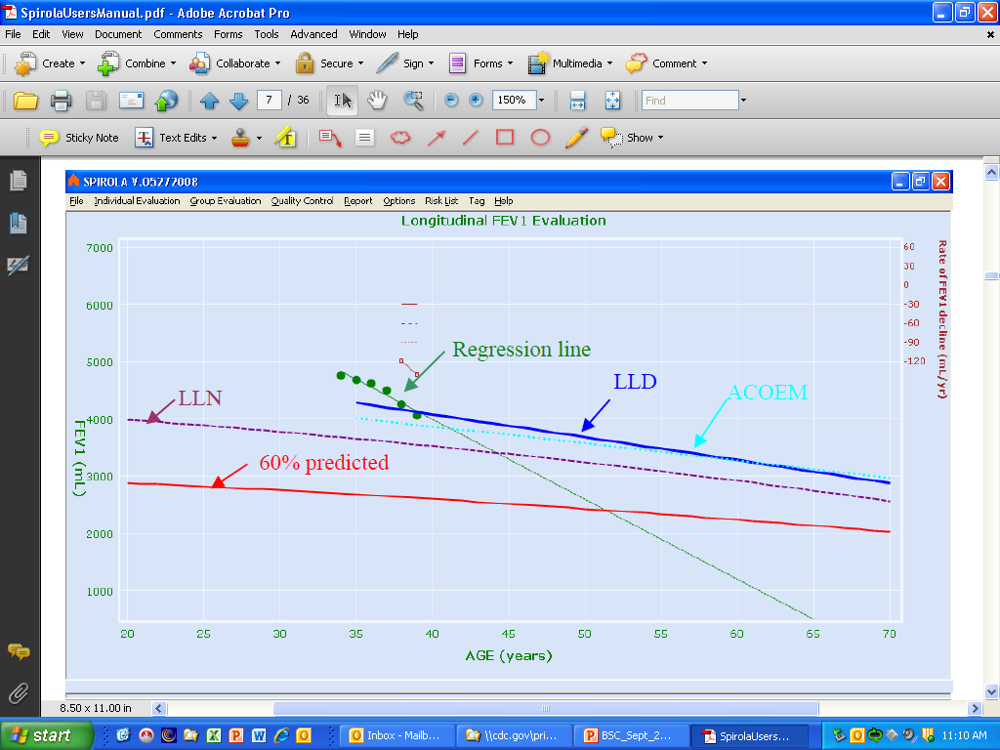 SpirolaUsersManual.pdf - Adobe Acrobat Pro
File Edit View Document Comments Forms Tools Advanced Window Help
Create Combine Collaborate Secure Sign Forms Multimedia Comment
7 / 36 150% Find
Sticky Note Text Edits Show
SPIROLA V.05272008
File Individual Evaluation Group Evaluation Quality Control Report Options Risk List Tag Help
Longitudinal FEV1 Evaluation
7000
6000
5000
4000
3000
2000
1000
FEV1 (mL)
60
30
0
-30
-60
-90
-120
Rate of FEV1 decline (mL/yr)
Regression line
LLD
ACOEM
LLN
60% predicted
20 25 30 35 40 45 50 55 60 65 70
AGE (years)
8.50 x 11.00 in
start Inbox - Mailb... \\cdc.gov\pri... BSC_Sept_2... SpirolaUsers... 11:10 AM